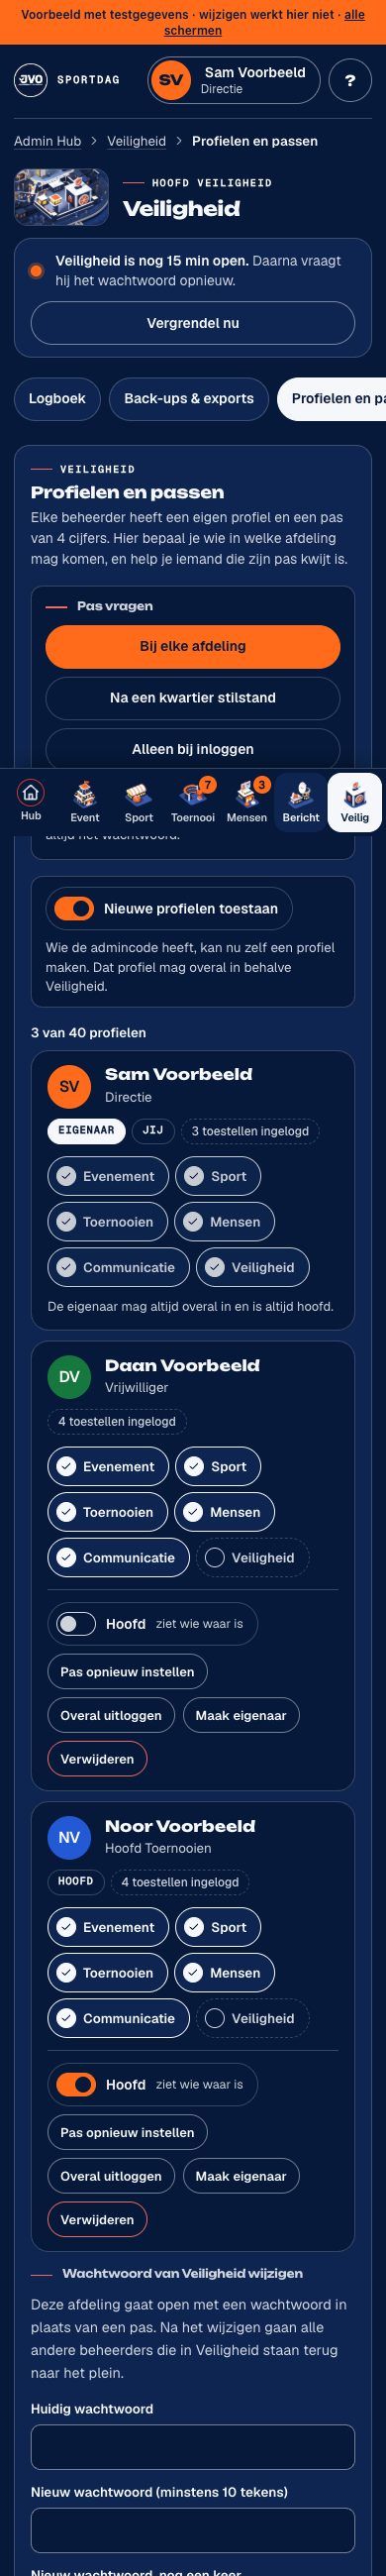 Voorbeeld met testgegevens · wijzigen werkt hier niet · alle
schermen
JVO SPORTDAG
SV Sam Voorbeeld
Directie
?
Admin Hub > Veiligheid > Profielen en passen
HOOFD VEILIGHEID
Veiligheid
Veiligheid is nog 15 min open. Daarna vraagt
hij het wachtwoord opnieuw.
Vergrendel nu
Logboek Back-ups & exports Profielen en pa
VEILIGHEID
Profielen en passen
Elke beheerder heeft een eigen profiel en een pas
van 4 cijfers. Hier bepaal je wie in welke afdeling
mag komen, en help je iemand die zijn pas kwijt is.
Pas vragen
Bij elke afdeling
Na een kwartier stilstand
Alleen bij inloggen
7 3
Hub Event Sport Toernooi Mensen Bericht Veilig
altijd het wachtwoord.
Nieuwe profielen toestaan
Wie de admincode heeft, kan nu zelf een profiel
maken. Dat profiel mag overal in behalve
Veiligheid.
3 van 40 profielen
SV Sam Voorbeeld
Directie
EIGENAAR JIJ 3 toestellen ingelogd
Evenement Sport
Toernooien Mensen
Communicatie Veiligheid
De eigenaar mag altijd overal in en is altijd hoofd.
DV Daan Voorbeeld
Vrijwilliger
4 toestellen ingelogd
Evenement Sport
Toernooien Mensen
Communicatie Veiligheid
Hoofd ziet wie waar is
Pas opnieuw instellen
Overal uitloggen Maak eigenaar
Verwijderen
NV Noor Voorbeeld
Hoofd Toernooien
HOOFD 4 toestellen ingelogd
Evenement Sport
Toernooien Mensen
Communicatie Veiligheid
Hoofd ziet wie waar is
Pas opnieuw instellen
Overal uitloggen Maak eigenaar
Verwijderen
Wachtwoord van Veiligheid wijzigen
Deze afdeling gaat open met een wachtwoord in
plaats van een pas. Na het wijzigen gaan alle
andere beheerders die in Veiligheid staan terug
naar het plein.
Huidig wachtwoord
Nieuw wachtwoord (minstens 10 tekens)
Nieuw wachtwoord, nog een keer